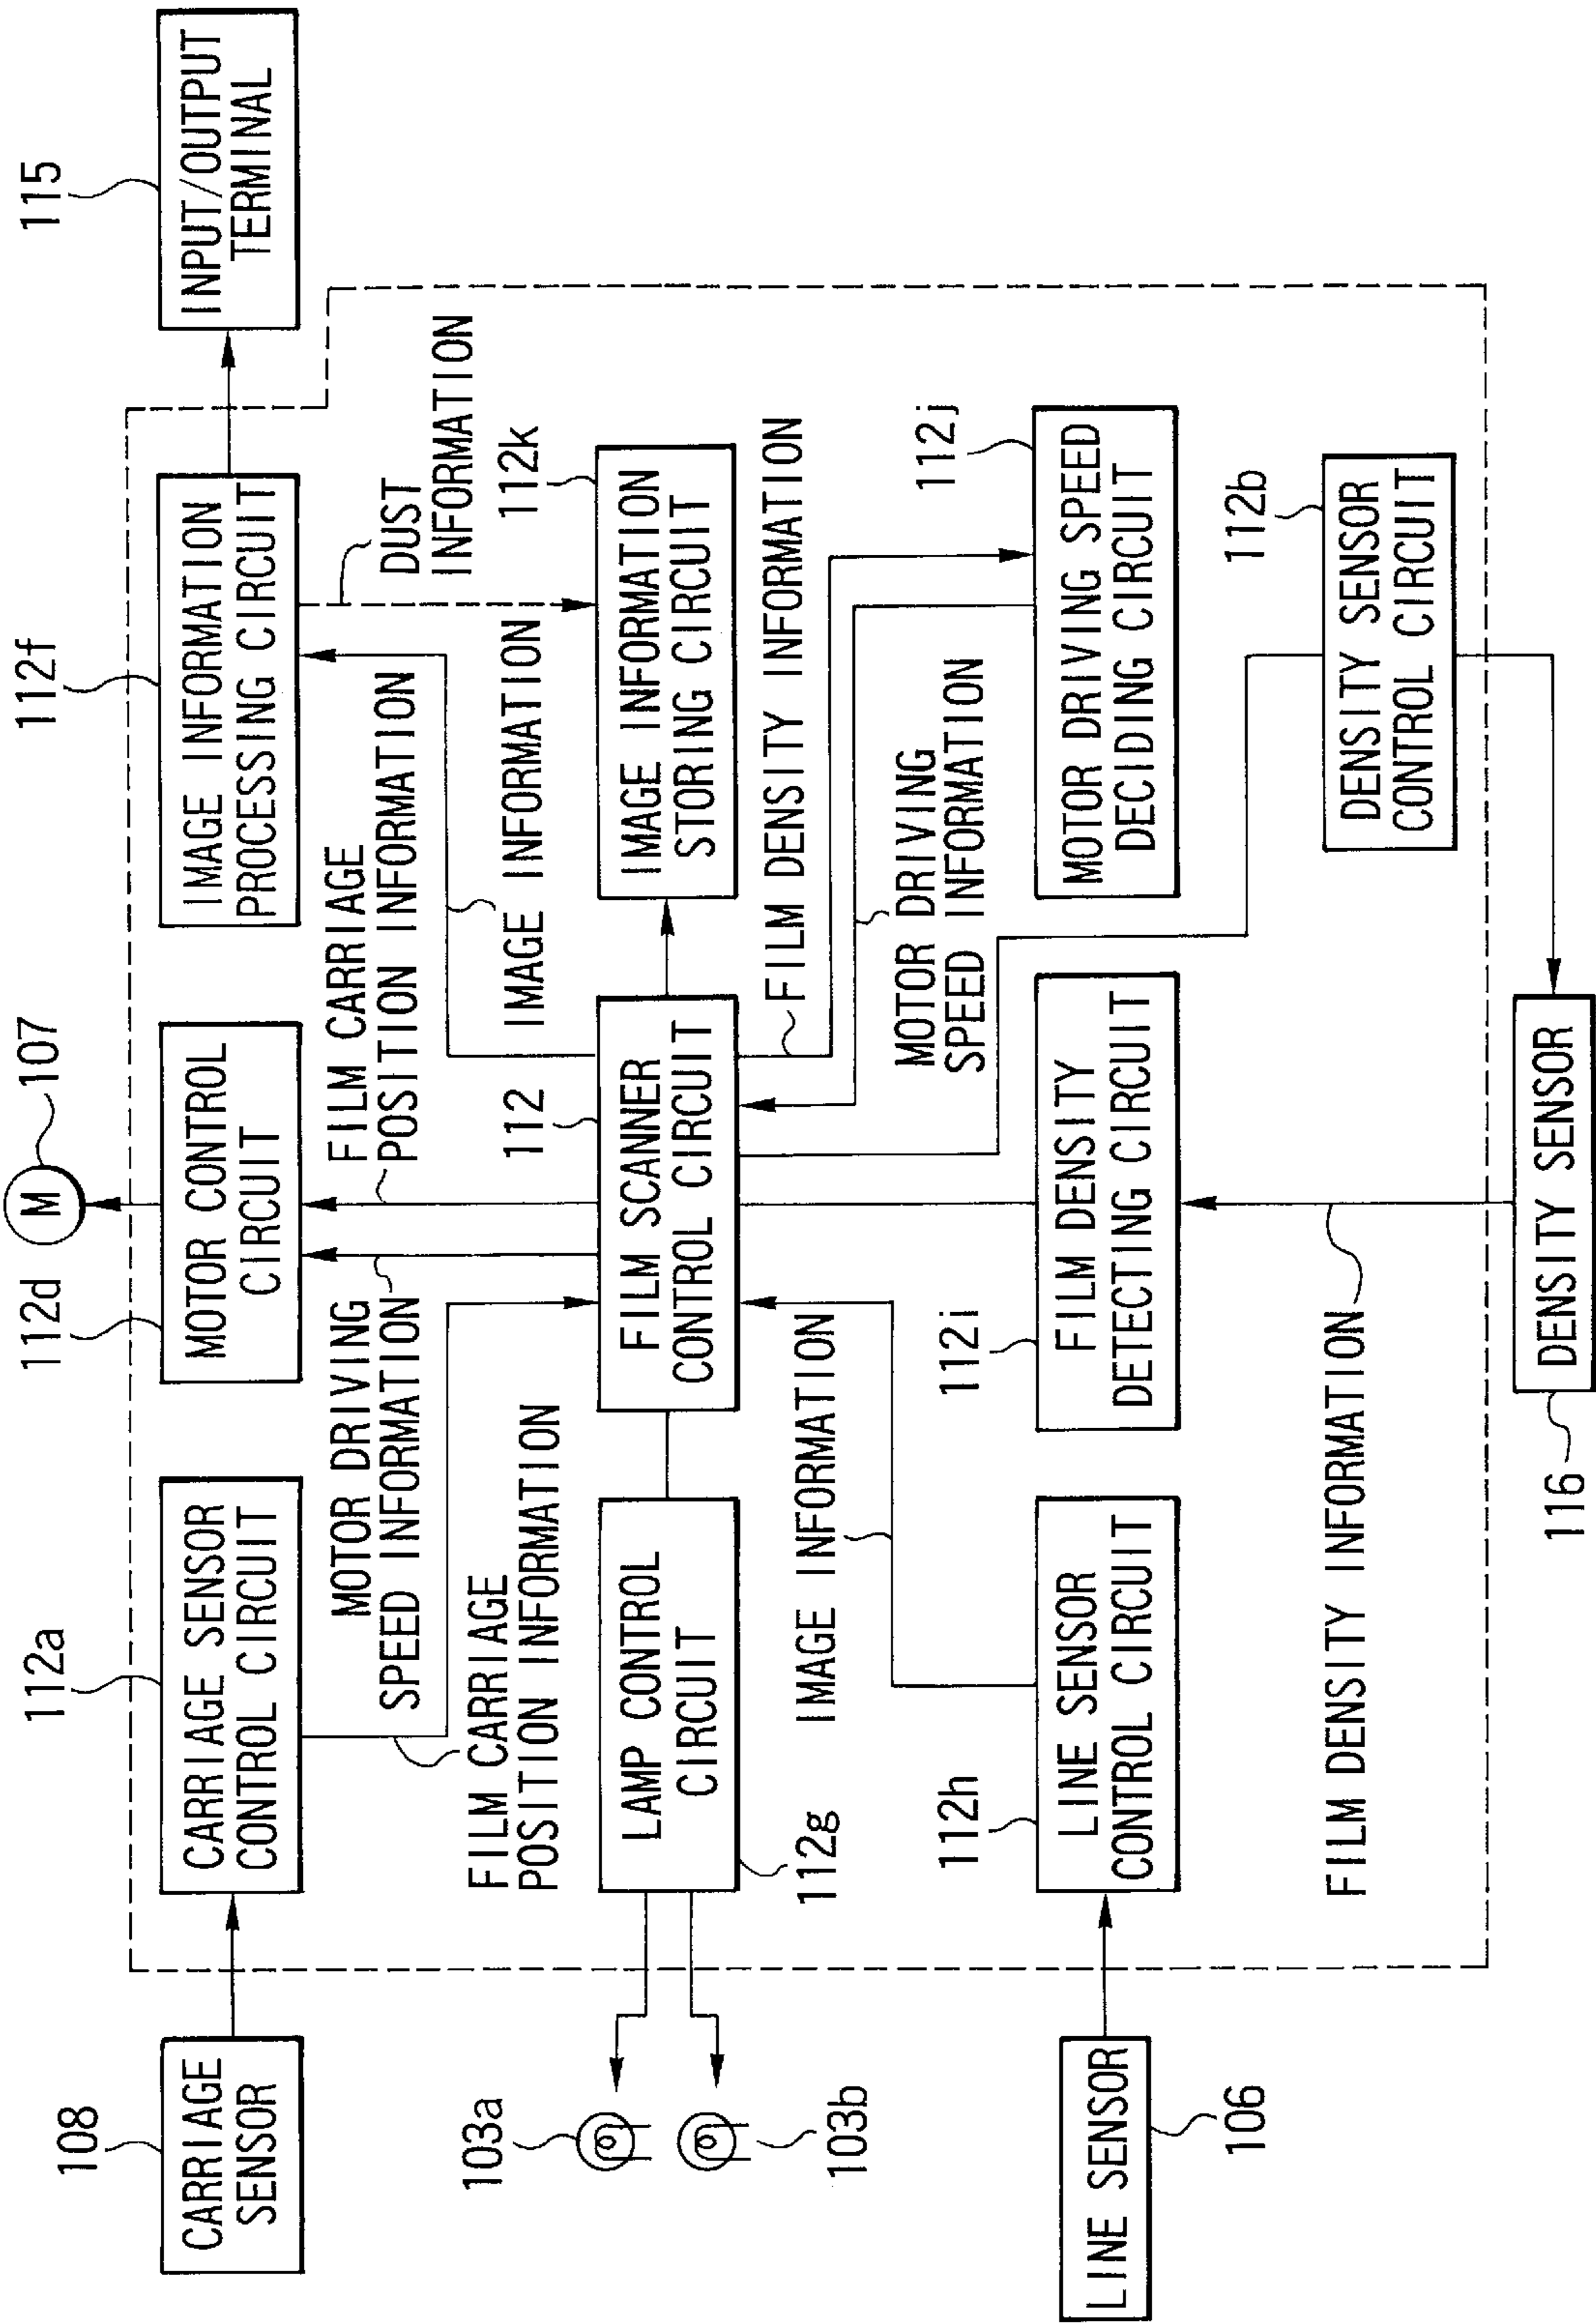 108
CARRIAGE
SENSOR
112a
CARRIAGE SENSOR
CONTROL CIRCUIT
112d
M
107
MOTOR CONTROL
CIRCUIT
112f
IMAGE INFORMATION
PROCESSING CIRCUIT
115
INPUT/OUTPUT
TERMINAL
MOTOR DRIVING
SPEED INFORMATION
FILM CARRIAGE
POSITION INFORMATION
DUST
INFORMATION
FILM CARRIAGE
POSITION INFORMATION
IMAGE INFORMATION
103a
103b
LAMP CONTROL
CIRCUIT
112g
112
FILM SCANNER
CONTROL CIRCUIT
112k
IMAGE INFORMATION
STORING CIRCUIT
IMAGE INFORMATION
FILM DENSITY INFORMATION
MOTOR DRIVING
SPEED INFORMATION
LINE SENSOR
106
112h
LINE SENSOR
CONTROL CIRCUIT
112i
FILM DENSITY
DETECTING CIRCUIT
112j
MOTOR DRIVING SPEED
DECIDING CIRCUIT
FILM DENSITY INFORMATION
112b
DENSITY SENSOR
CONTROL CIRCUIT
116
DENSITY SENSOR